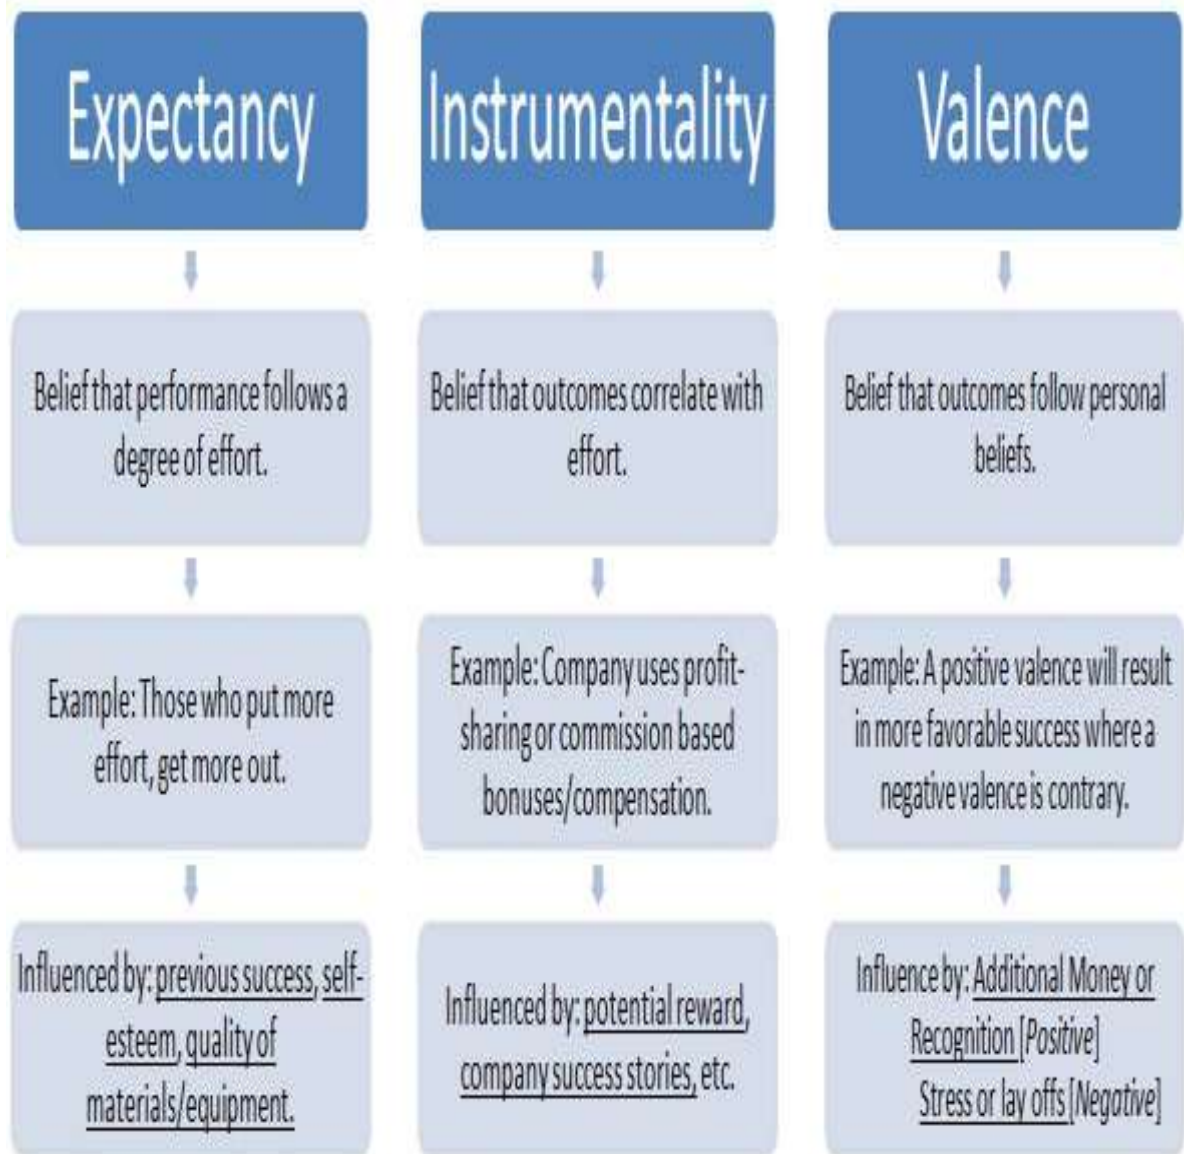 Expectancy
Belief that performance follows a
degree of effort.
Example: Those who put more
effort, get more out.
Influenced by: previous success, self-
esteem, quality of
materials/equipment.
Instrumentality
Belief that outcomes correlate with
effort.
Example: Company uses profit-
sharing or commission based
bonuses/compensation.
Influenced by: potential reward,
company success stories, etc.
Valence
Belief that outcomes follow personal
beliefs.
Example: A positive valence will result
in more favorable success where a
negative valence is contrary.
Influence by: Additional Money or
Recognition [Positive]
Stress or lay offs [Negative]